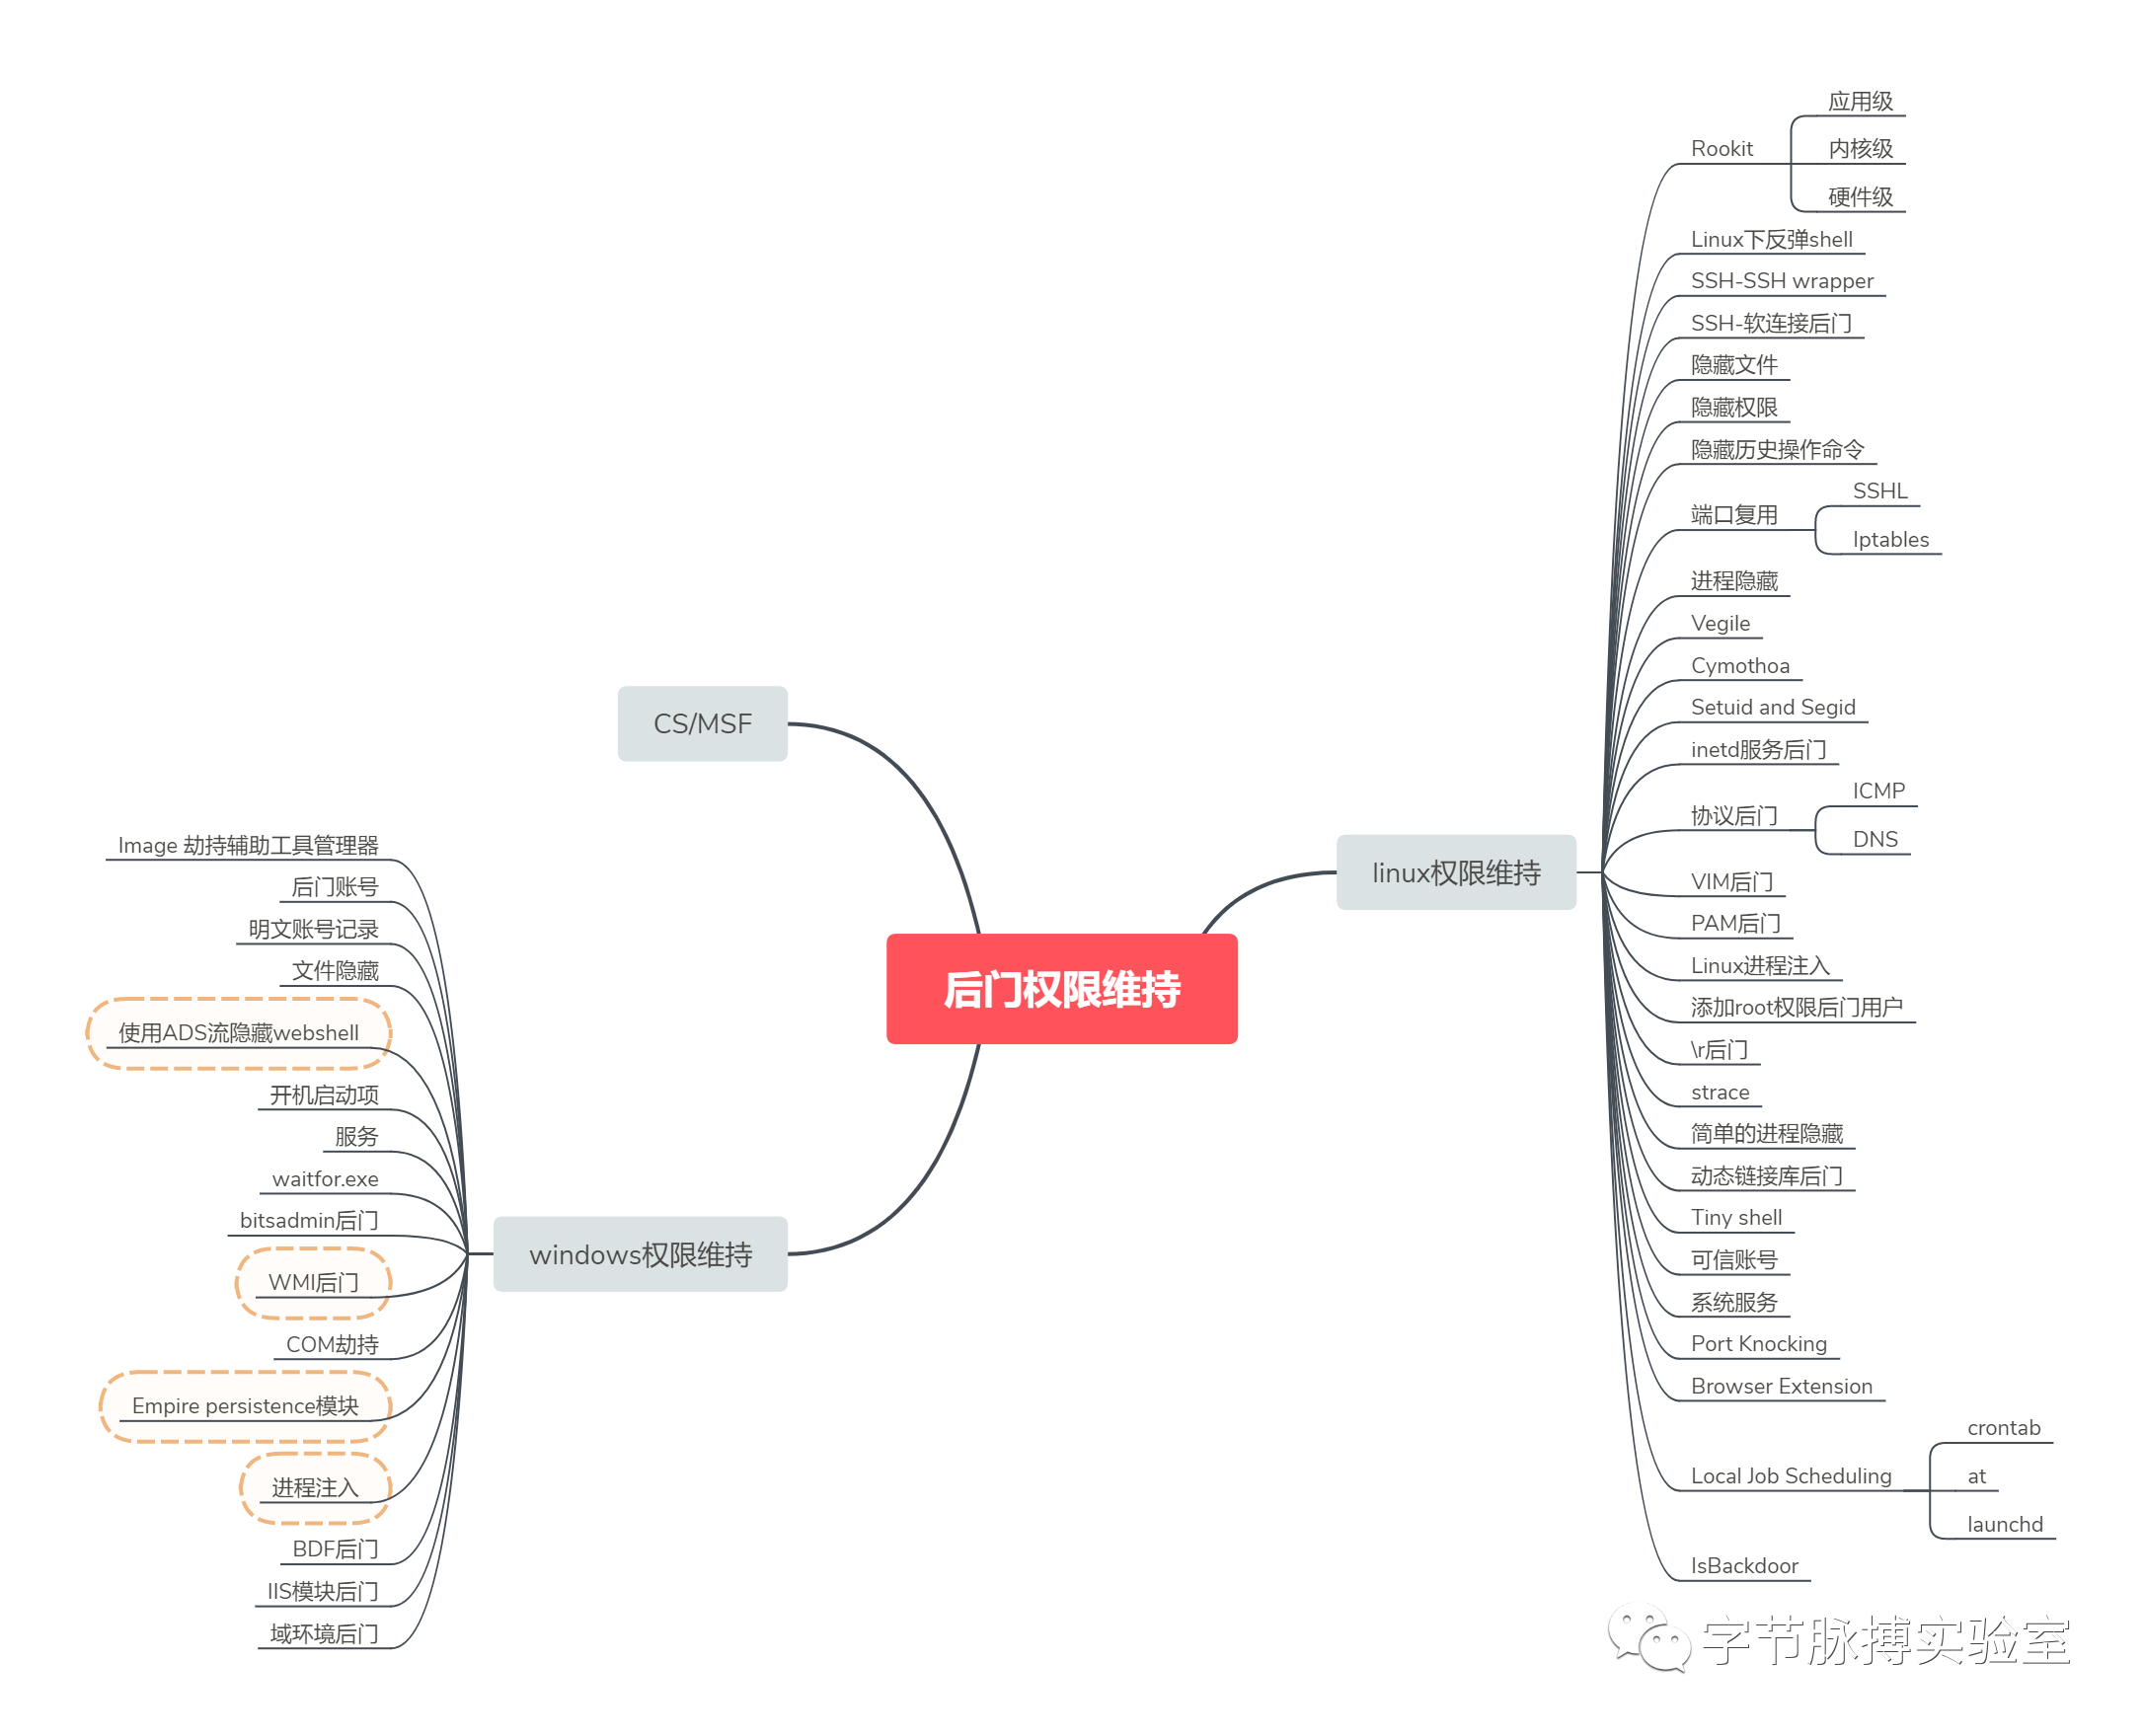 后门权限维持
linux权限维持
Rookit
应用级
内核级
硬件级
Linux下反弹shell
SSH-SSH wrapper
SSH-软连接后门
隐藏文件
隐藏权限
隐藏历史操作命令
端口复用
SSHL
Iptables
进程隐藏
Vegile
Cymothoa
Setuid and Segid
inetd服务后门
协议后门
ICMP
DNS
VIM后门
PAM后门
Linux进程注入
添加root权限后门用户
\r后门
strace
简单的进程隐藏
动态链接库后门
Tiny shell
可信账号
系统服务
Port Knocking
Browser Extension
Local Job Scheduling
crontab
at
launchd
IsBackdoor
CS/MSF
windows权限维持
Image 劫持辅助工具管理器
后门账号
明文账号记录
文件隐藏
使用ADS流隐藏webshell
开机启动项
服务
waitfor.exe
bitsadmin后门
WMI后门
COM劫持
Empire persistence模块
进程注入
BDF后门
IIS模块后门
域环境后门
字节脉搏实验室